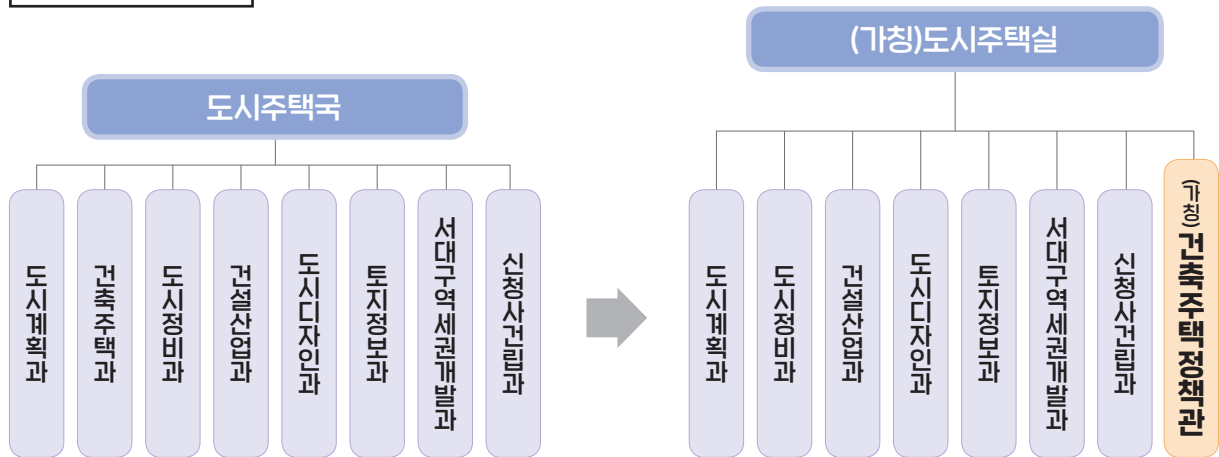 도시주택국
도시계획과
건축주택과
도시정비과
건설산업과
도시디자인과
토지정보과
서대구역세권개발과
신청사건립과
(가칭)도시주택실
도시계획과
도시정비과
건설산업과
도시디자인과
토지정보과
서대구역세권개발과
신청사건립과
(가칭)건축주택정책관